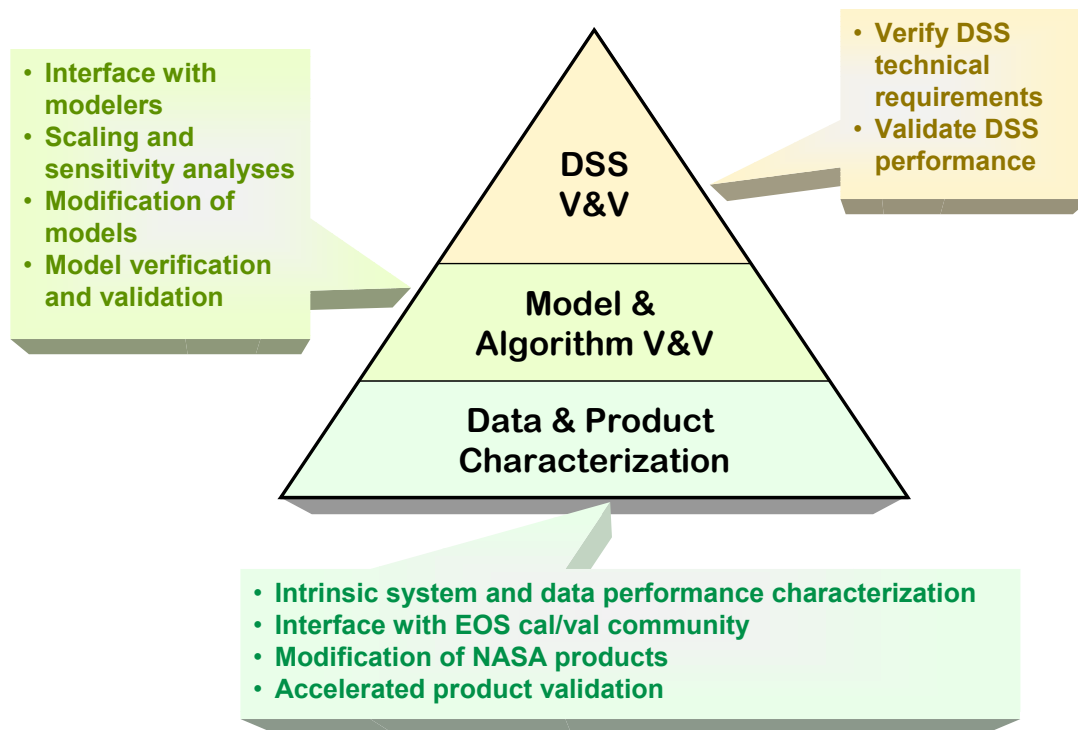 • Interface with
modelers
• Scaling and
sensitivity analyses
• Modification of
models
• Model verification
and validation
• Verify DSS
technical
requirements
• Validate DSS
performance
DSS
V&V
Model &
Algorithm V&V
Data & Product
Characterization
• Intrinsic system and data performance characterization
• Interface with EOS cal/val community
• Modification of NASA products
• Accelerated product validation